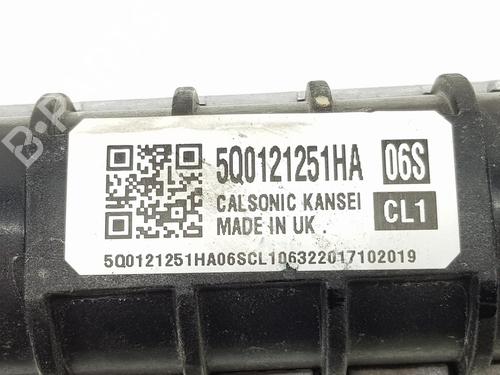 5Q0121251HA 06S
CALSONIC KANSEI CL1
MADE IN UK
5Q0121251HA06SCL106322017102019